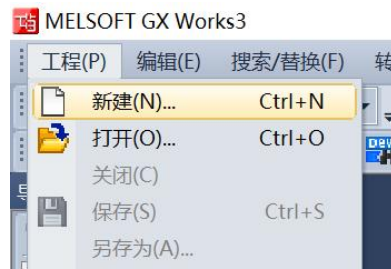 MELSOFT GX Works3
工程(P) 编辑(E) 搜索/替换(F) 转
新建(N)... Ctrl+N
打开(O)... Ctrl+O
关闭(C)
保存(S) Ctrl+S
另存为(A)...